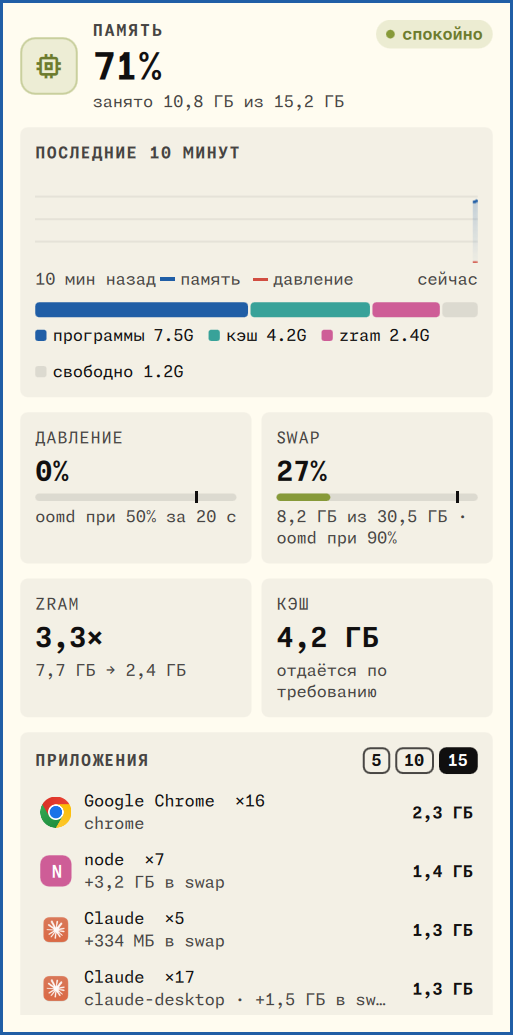 ПАМЯТЬ
71%
занято 10,8 ГБ из 15,2 ГБ
спокойно
ПОСЛЕДНИЕ 10 МИНУТ
10 мин назад память давление сейчас
программы 7.5G кэш 4.2G zram 2.4G
свободно 1.2G
ДАВЛЕНИЕ
0%
oomd при 50% за 20 с
SWAP
27%
8,2 ГБ из 30,5 ГБ ·
oomd при 90%
ZRAM
3,3×
7,7 ГБ → 2,4 ГБ
КЭШ
4,2 ГБ
отдаётся по
требованию
ПРИЛОЖЕНИЯ 5 10 15
Google Chrome ×16
chrome
2,3 ГБ
N
node ×7
+3,2 ГБ в swap
1,4 ГБ
Claude ×5
+334 МБ в swap
1,3 ГБ
Claude ×17
claude-desktop · +1,5 ГБ в sw…
1,3 ГБ